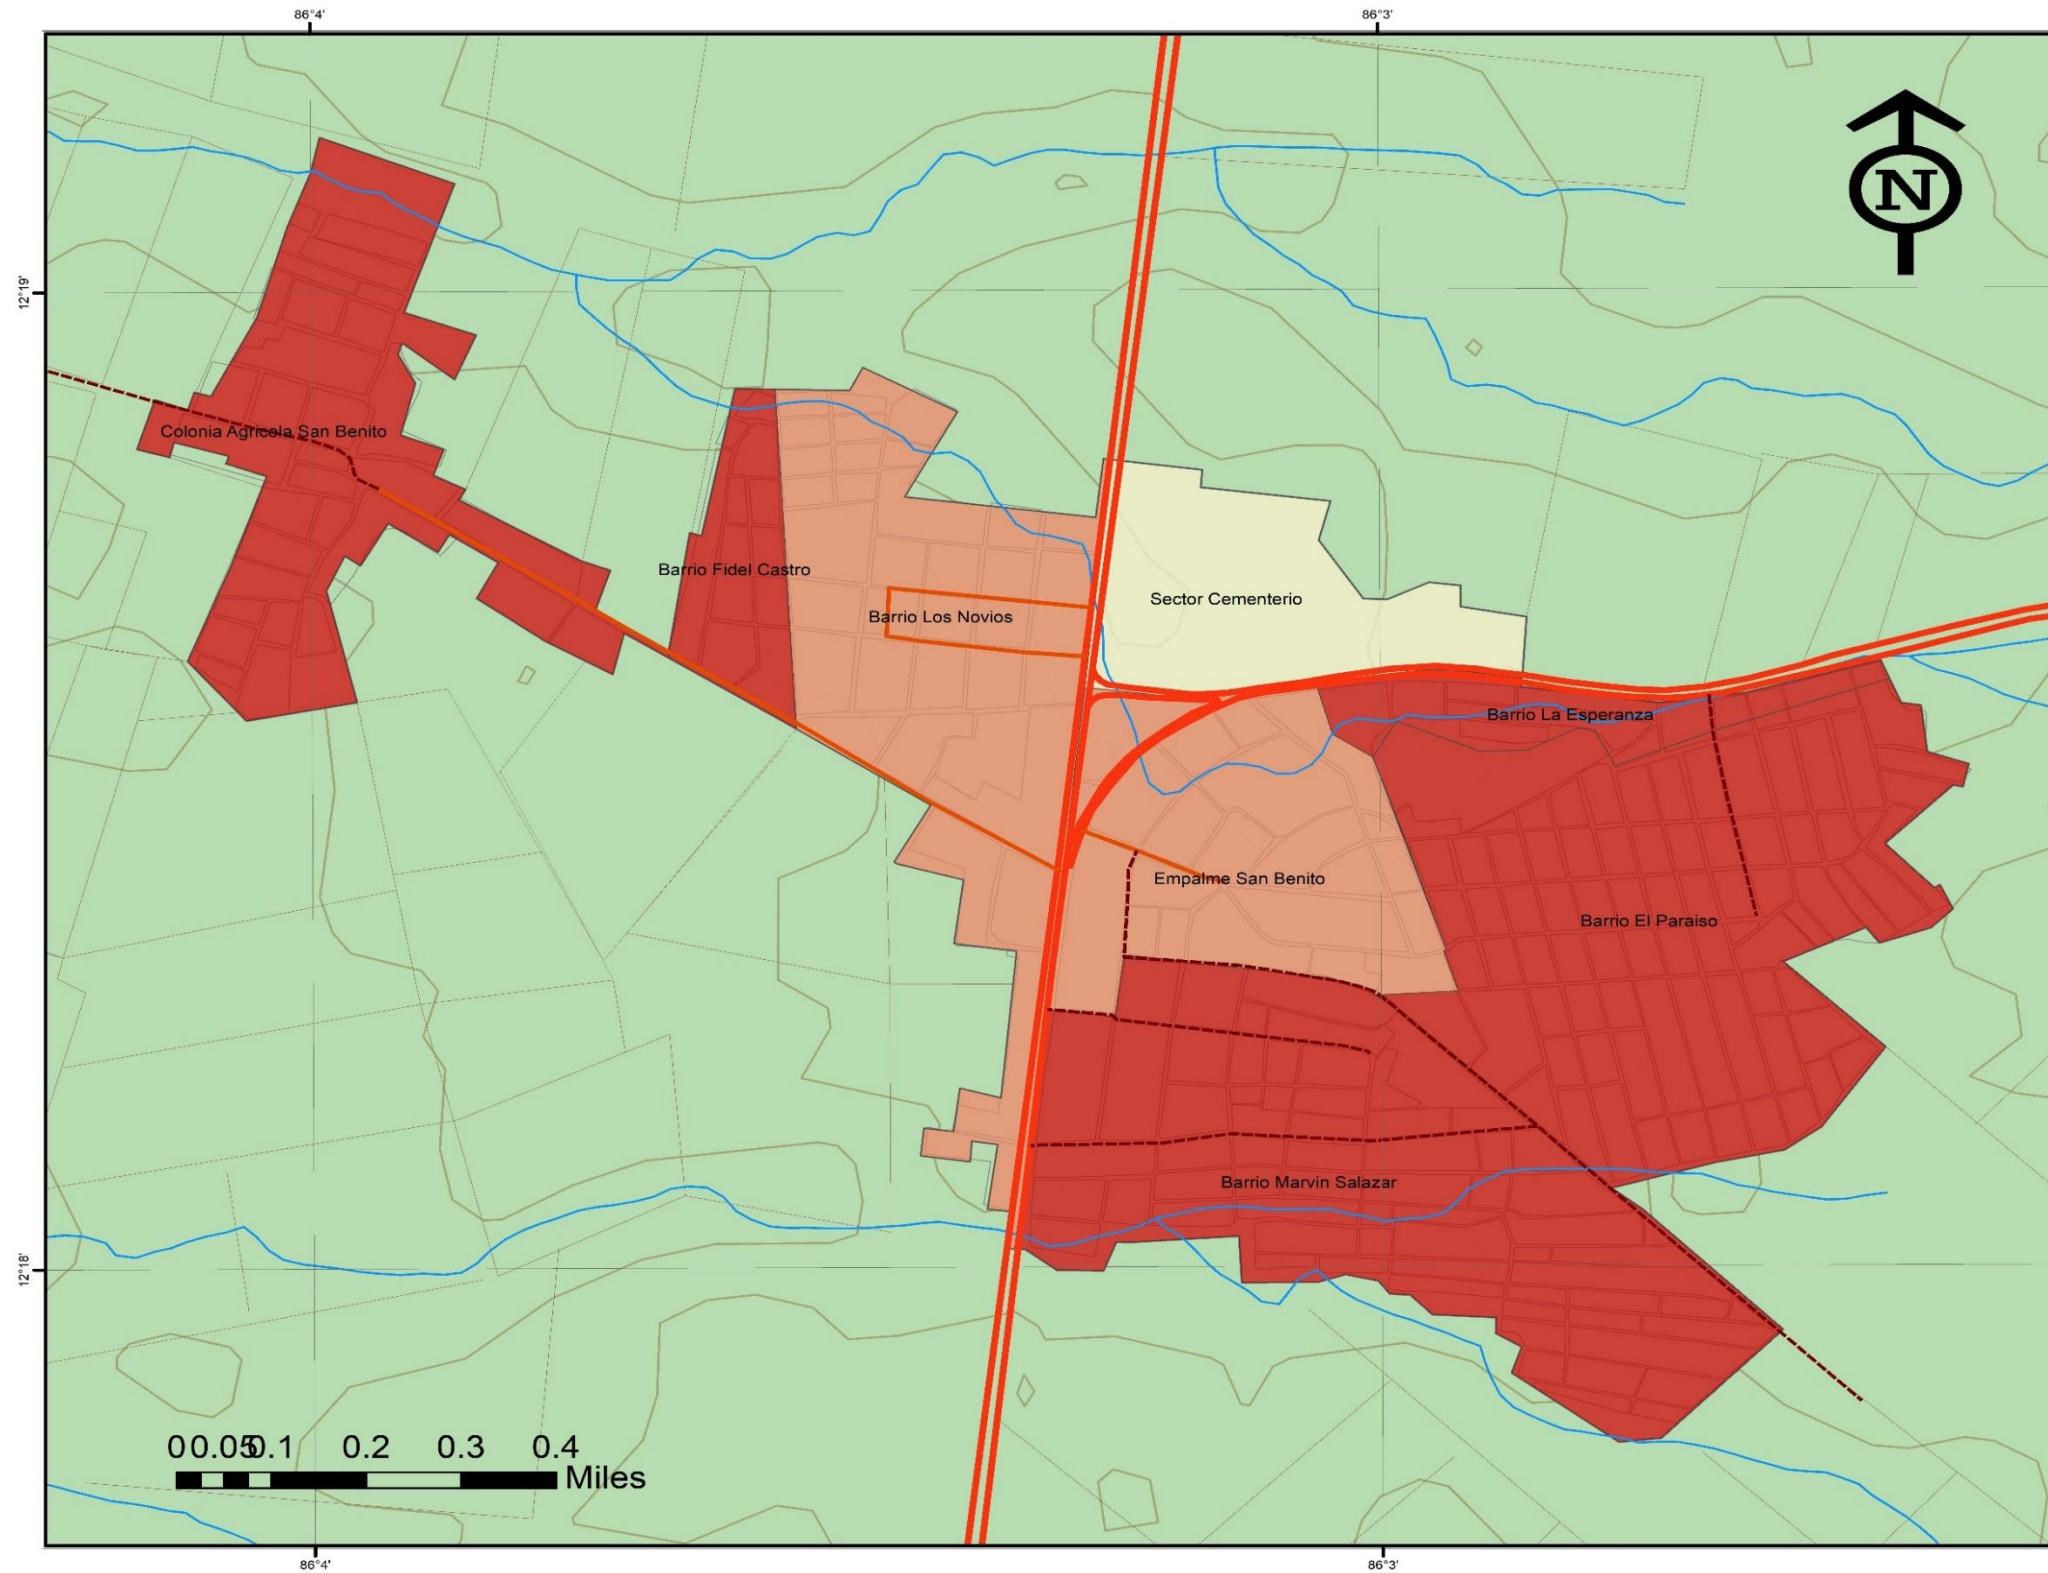 86°4'
86°3'
N
12°19'
Colonia Agricola San Benito
Barrio Fidel Castro
Sector Cementerio
Barrio Los Novios
Barrio La Esperanza
Empalme San Benito
Barrio El Paraiso
Barrio Marvin Salazar
12°18'
0 0.05 0.1 0.2 0.3 0.4
Miles
86°4'
86°3'